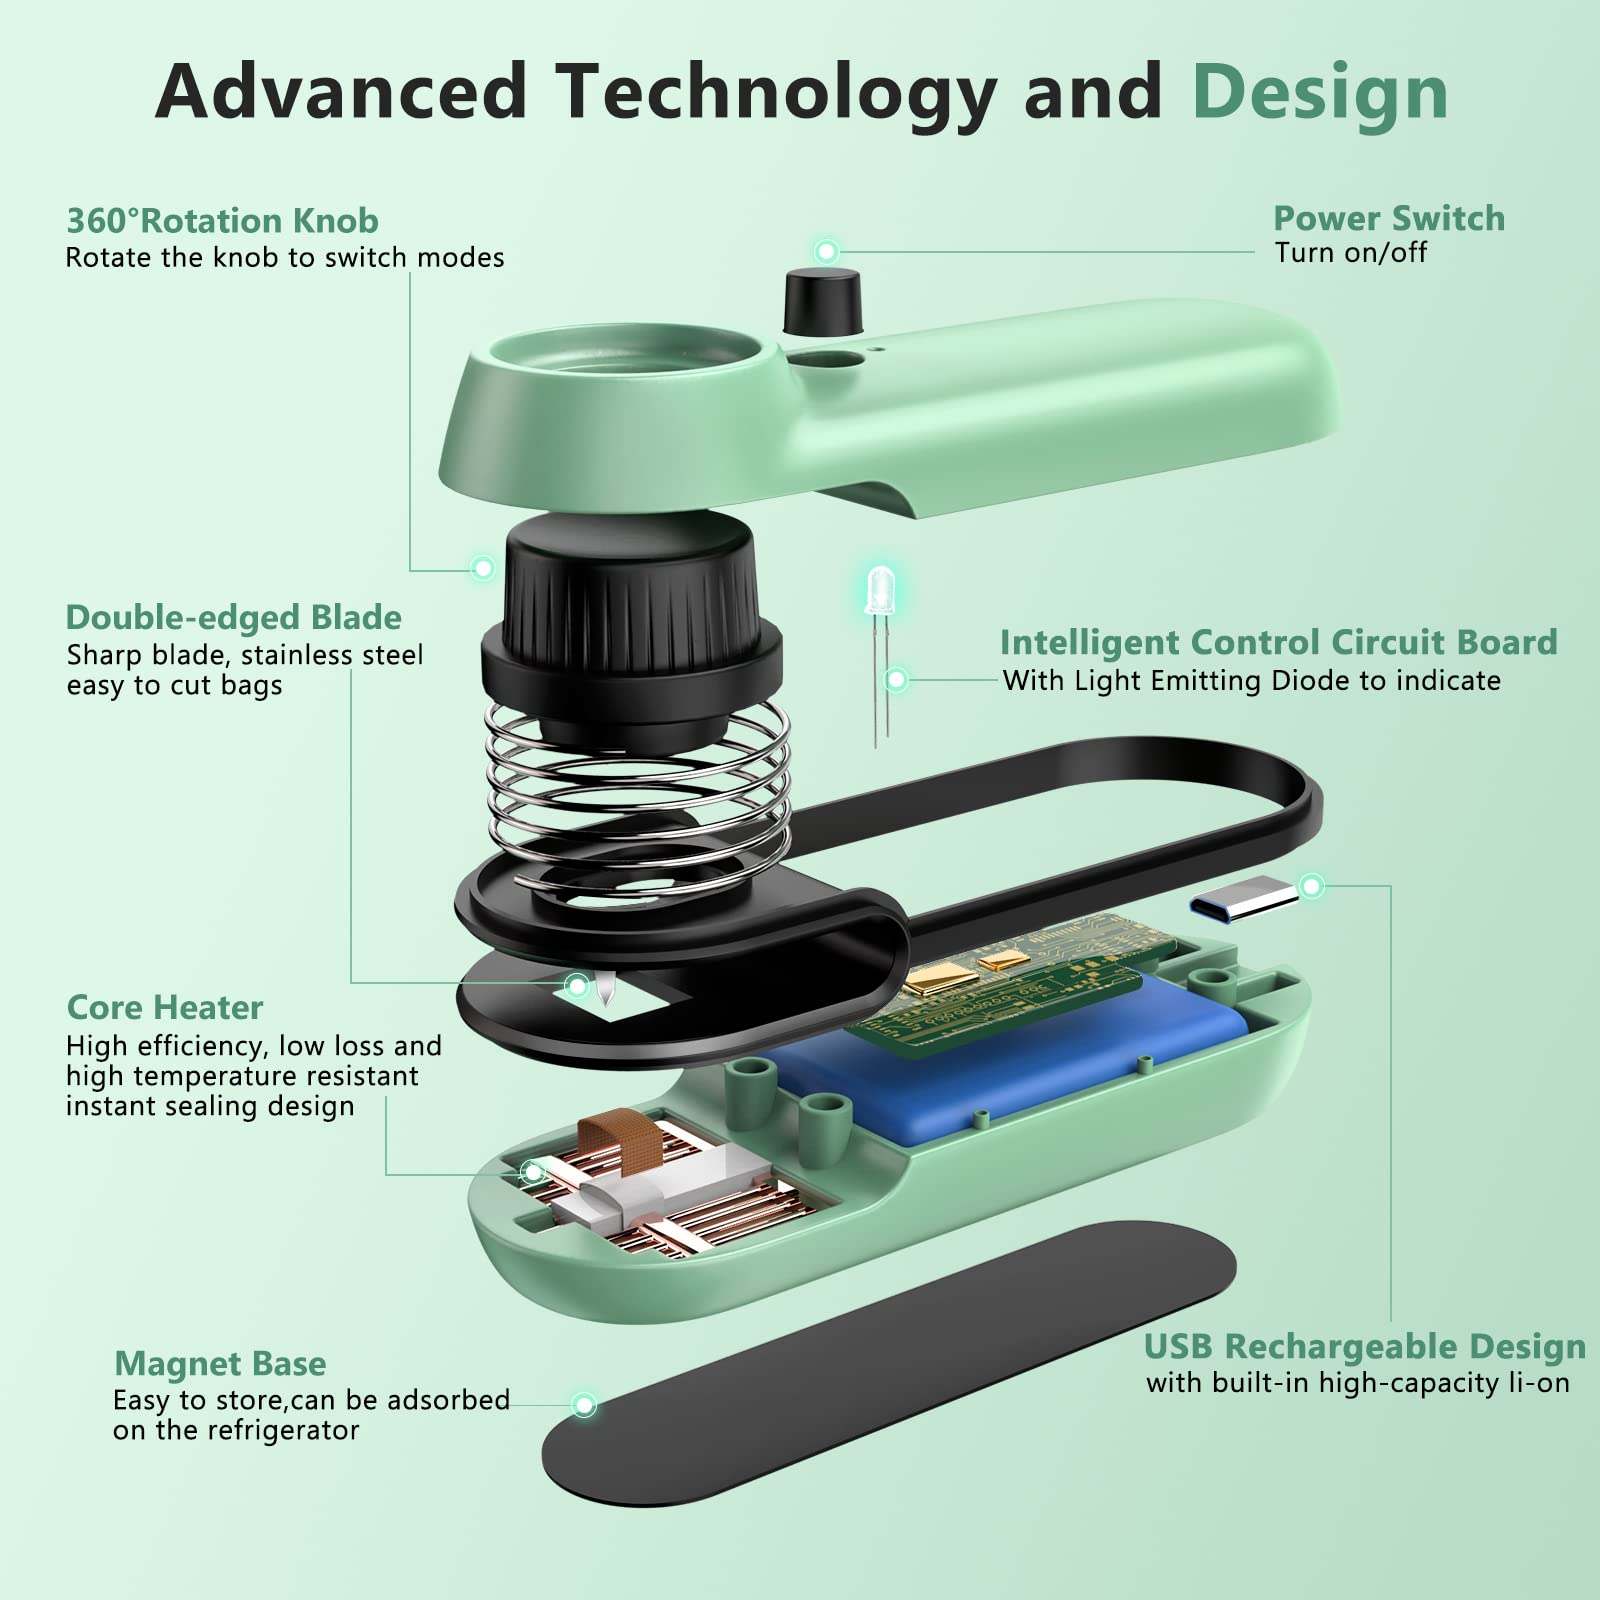 Advanced Technology and Design
360°Rotation Knob
Rotate the knob to switch modes
Power Switch
Turn on/off
Double-edged Blade
Sharp blade, stainless steel
easy to cut bags
Intelligent Control Circuit Board
With Light Emitting Diode to indicate
Core Heater
High efficiency, low loss and
high temperature resistant
instant sealing design
Magnet Base
Easy to store,can be adsorbed
on the refrigerator
USB Rechargeable Design
with built-in high-capacity li-on